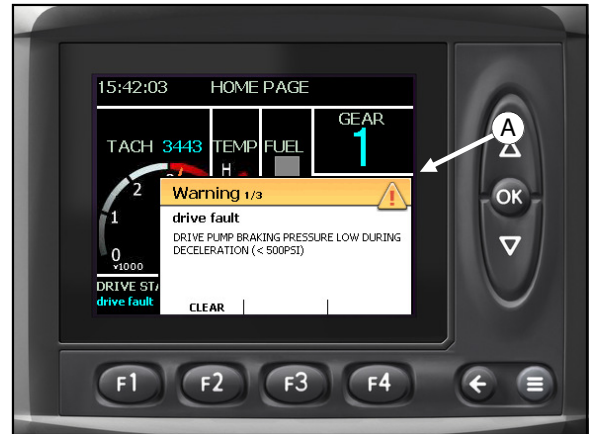 15:42:03 HOME PAGE
GEAR
1
TACH 3443 TEMP FUEL
H
2
1
0
x1000
Warning 1/3
drive fault
DRIVE PUMP BRAKING PRESSURE LOW DURING
DECELERATION (< 500PSI)
DRIVE
drive fault
CLEAR
A
OK
F1 F2 F3 F4